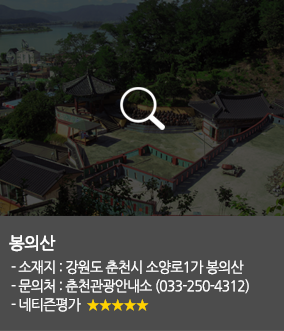 봉의산
- 소재지 : 강원도 춘천시 소양로1가 봉의산
- 문의처 : 춘천관광안내소 (033-250-4312)
- 네티즌평가 ★★★★★